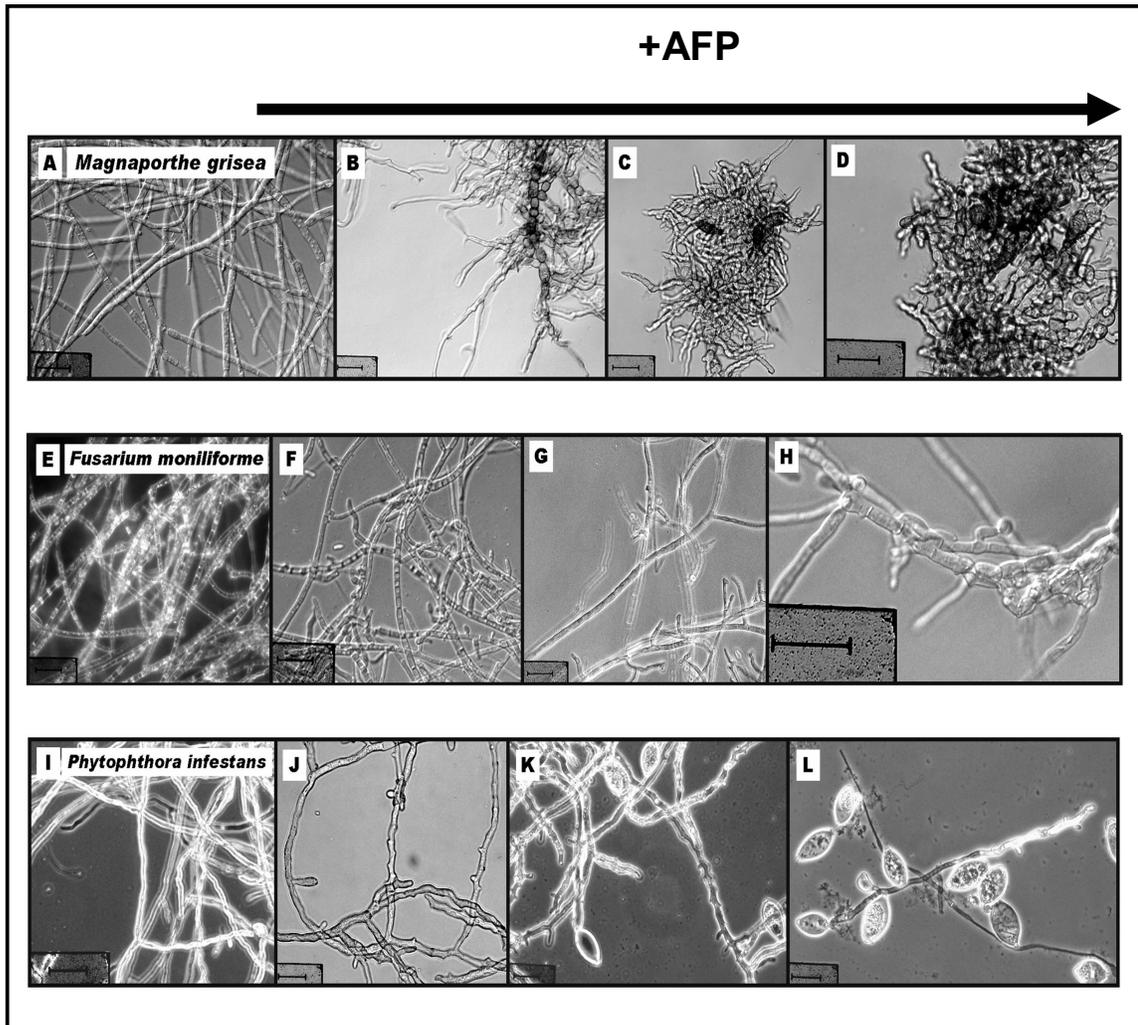 +AFP
A Magnaporthe grisea B C D
E Fusarium moniliforme F G H
I Phytophthora infestans J K L